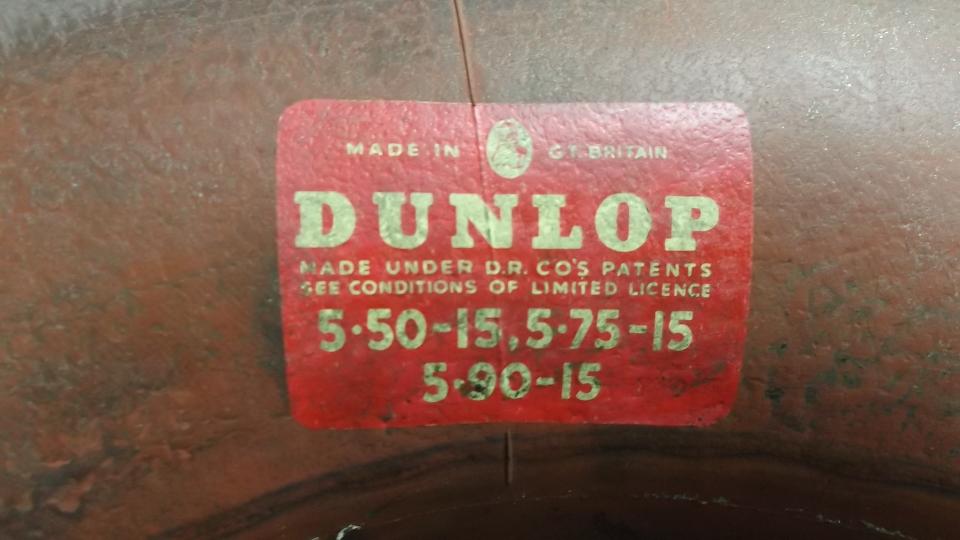 MADE IN GT. BRITAIN
DUNLOP
MADE UNDER D.R. CO'S PATENTS
SEE CONDITIONS OF LIMITED LICENCE
5·50-15, 5·75-15
5·90-15